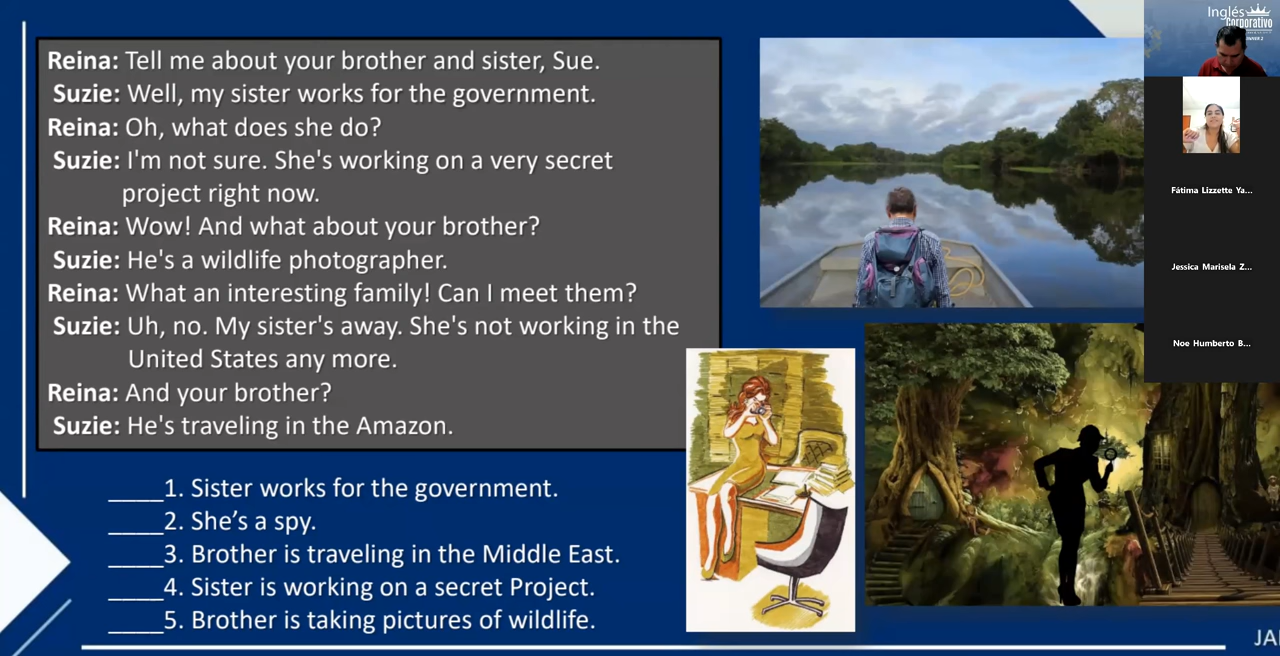 Reina: Tell me about your brother and sister, Sue.
Suzie: Well, my sister works for the government.
Reina: Oh, what does she do?
Suzie: I'm not sure. She's working on a very secret
project right now.
Reina: Wow! And what about your brother?
Suzie: He's a wildlife photographer.
Reina: What an interesting family! Can I meet them?
Suzie: Uh, no. My sister's away. She's not working in the
United States any more.
Reina: And your brother?
Suzie: He's traveling in the Amazon.
____1. Sister works for the government.
____2. She’s a spy.
____3. Brother is traveling in the Middle East.
____4. Sister is working on a secret Project.
____5. Brother is taking pictures of wildlife.
Inglés
Corporativo
Fátima Lizzette Ya...
Jessica Marisela Z...
Noe Humberto B...
JA